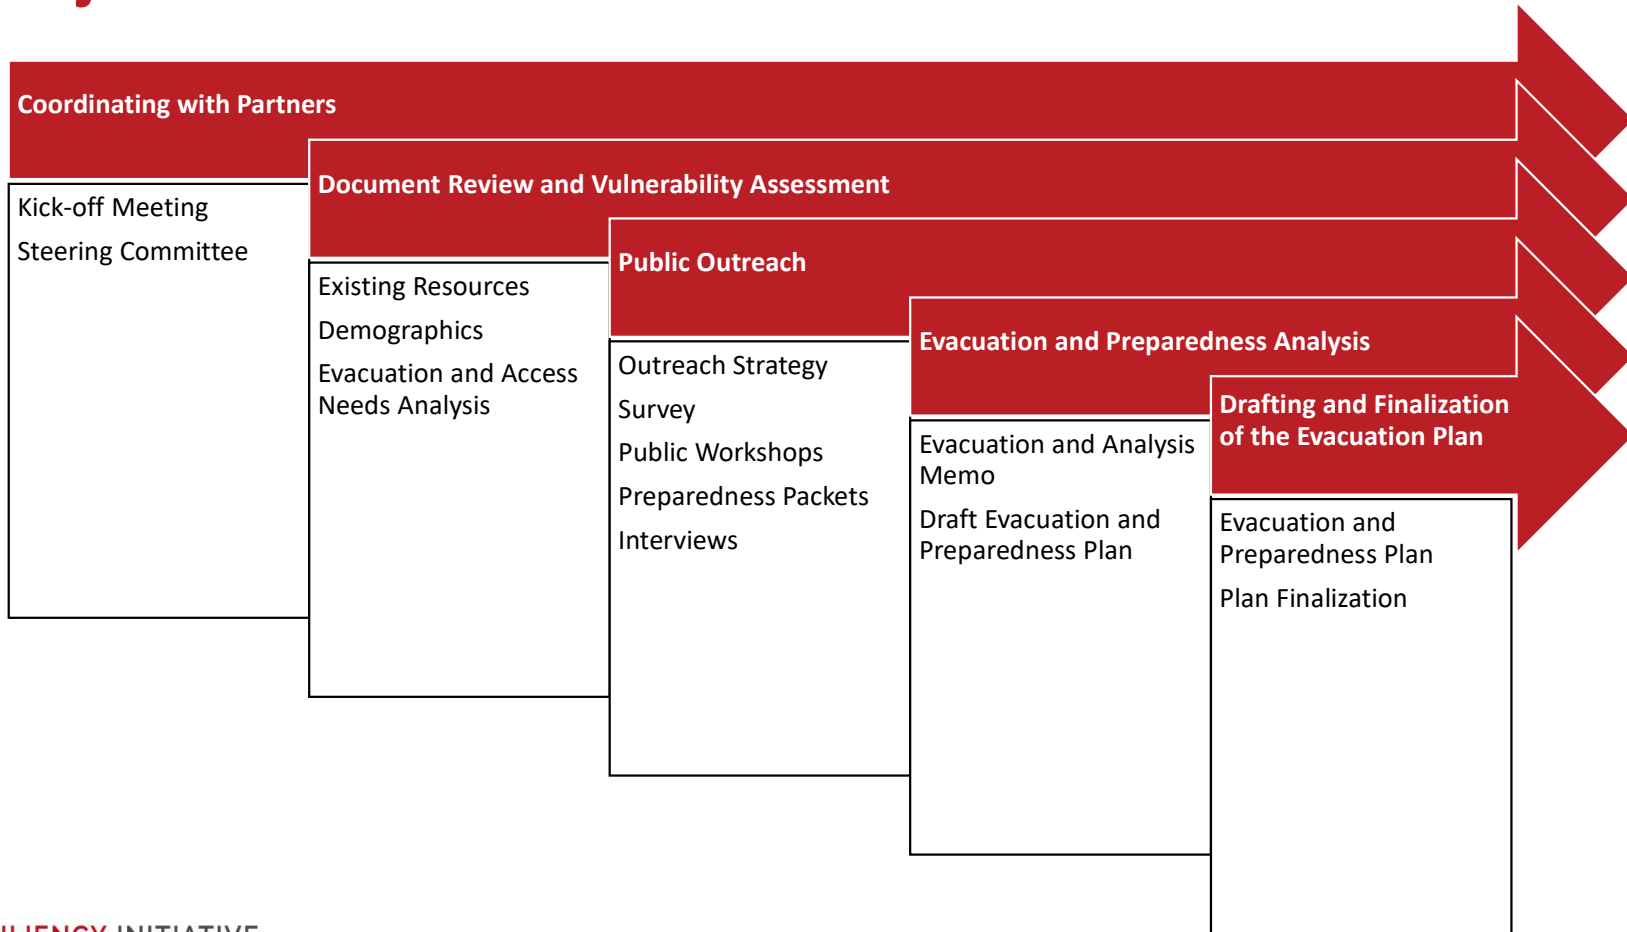 Coordinating with Partners
Kick-off Meeting
Steering Committee
Document Review and Vulnerability Assessment
Existing Resources
Demographics
Evacuation and Access
Needs Analysis
Public Outreach
Outreach Strategy
Survey
Public Workshops
Preparedness Packets
Interviews
Evacuation and Preparedness Analysis
Evacuation and Analysis
Memo
Draft Evacuation and
Preparedness Plan
Drafting and Finalization
of the Evacuation Plan
Evacuation and
Preparedness Plan
Plan Finalization
INITIATIVE